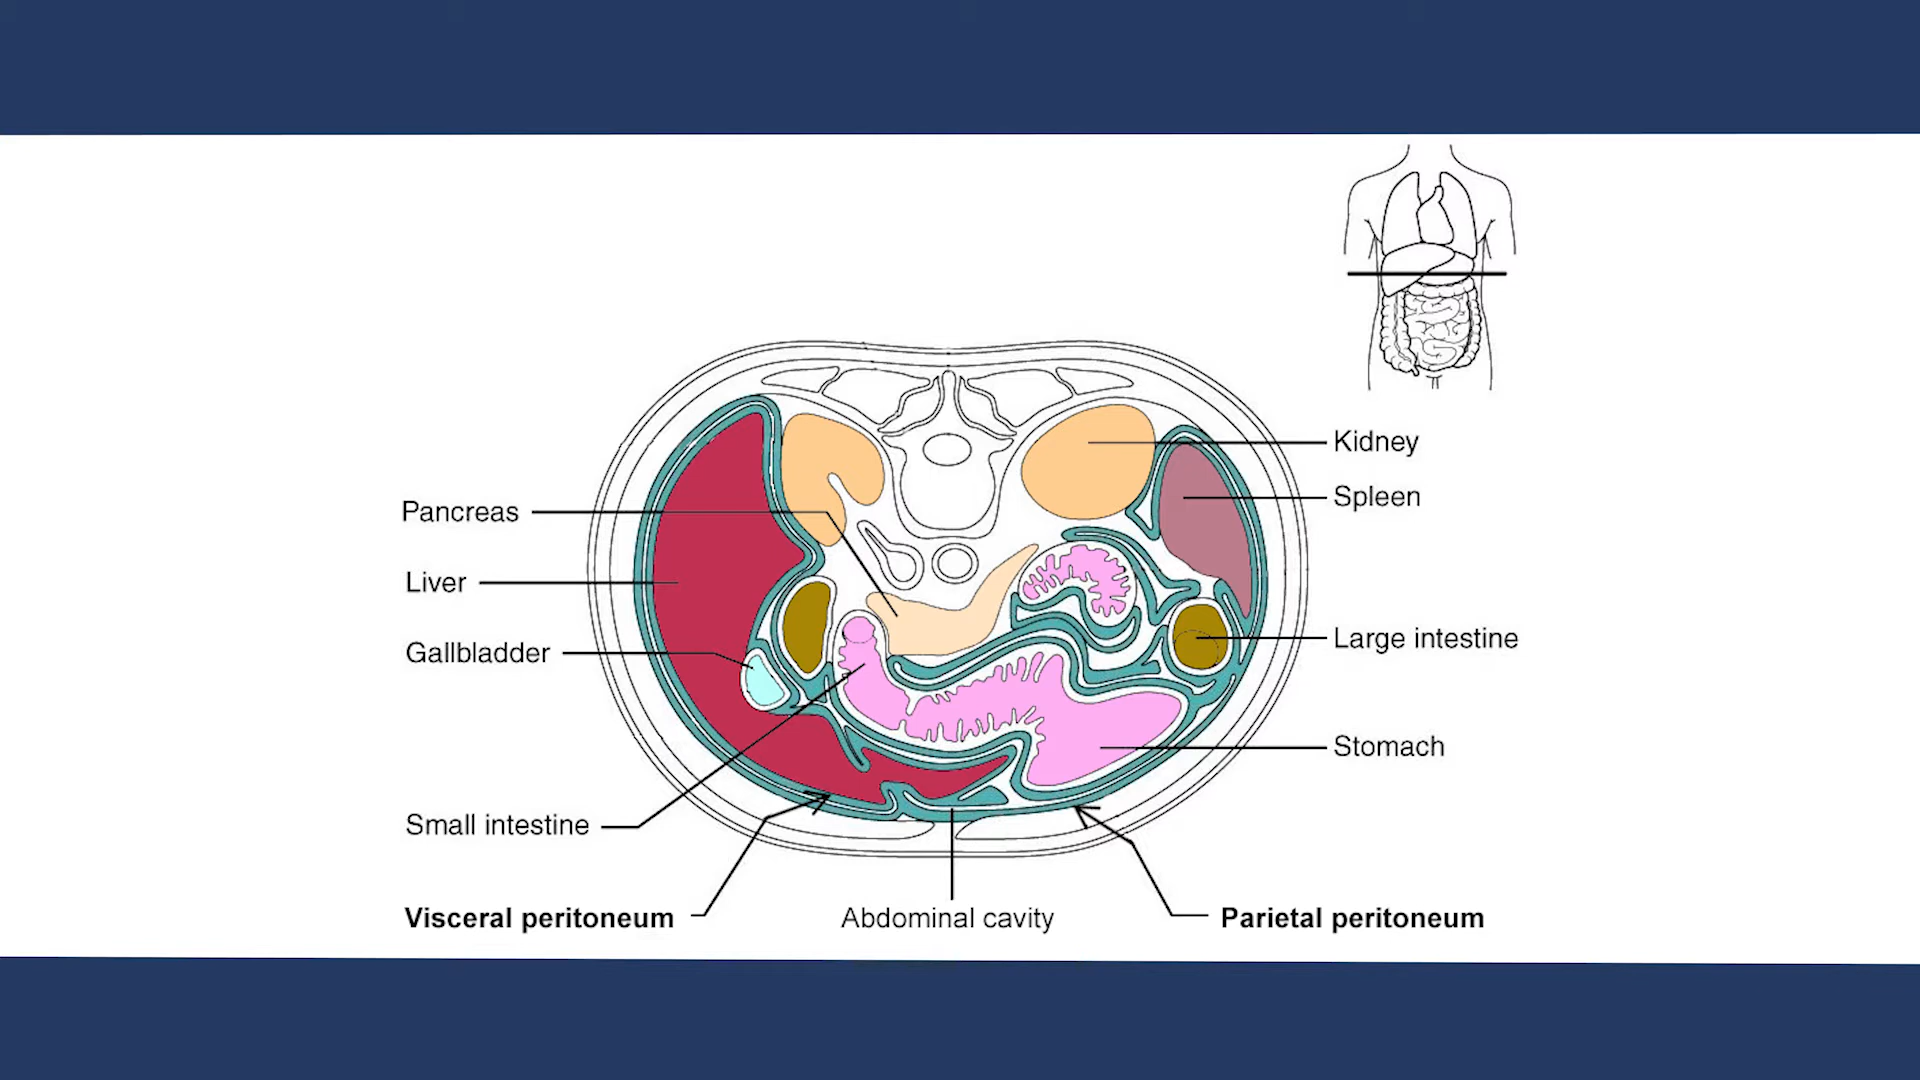 Kidney
Spleen
Pancreas
Liver
Gallbladder
Large intestine
Stomach
Small intestine
Visceral peritoneum
Abdominal cavity
Parietal peritoneum